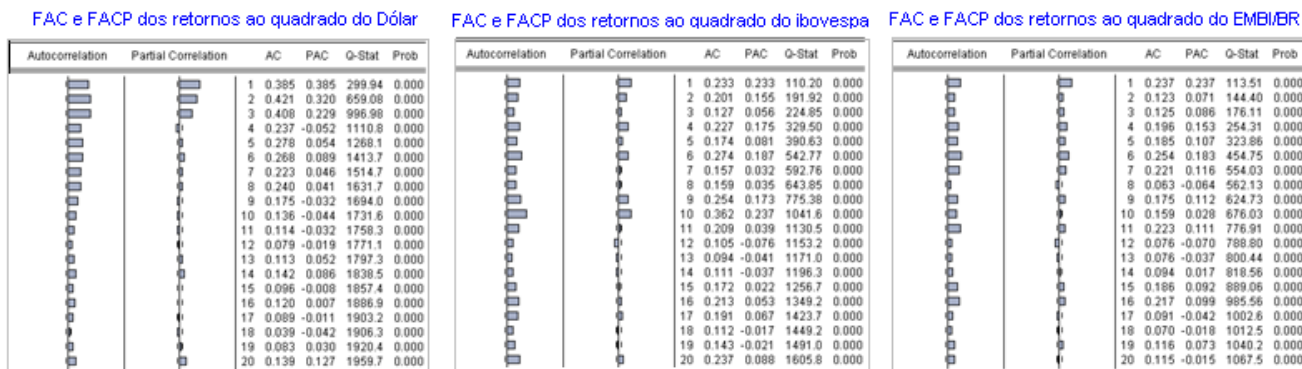 FAC e FACP dos retornos ao quadrado do Dólar
Autocorrelation Partial Correlation AC PAC Q-Stat Prob
1 0.385 0.385 299.94 0.000
2 0.421 0.320 659.08 0.000
3 0.408 0.229 996.98 0.000
4 0.237 -0.052 1110.8 0.000
5 0.278 0.054 1268.1 0.000
6 0.268 0.089 1413.7 0.000
7 0.223 0.046 1514.7 0.000
8 0.240 0.041 1631.7 0.000
9 0.175 -0.032 1694.0 0.000
10 0.136 -0.044 1731.6 0.000
11 0.114 -0.032 1758.3 0.000
12 0.079 -0.019 1771.1 0.000
13 0.113 0.052 1797.3 0.000
14 0.142 0.086 1838.5 0.000
15 0.096 -0.008 1857.4 0.000
16 0.120 0.007 1886.9 0.000
17 0.089 -0.011 1903.2 0.000
18 0.039 -0.042 1906.3 0.000
19 0.083 0.030 1920.4 0.000
20 0.139 0.127 1959.7 0.000
FAC e FACP dos retornos ao quadrado do ibovespa
Autocorrelation Partial Correlation AC PAC Q-Stat Prob
1 0.233 0.233 110.20 0.000
2 0.201 0.155 191.92 0.000
3 0.127 0.056 224.85 0.000
4 0.227 0.175 329.50 0.000
5 0.174 0.081 390.63 0.000
6 0.274 0.187 542.77 0.000
7 0.157 0.032 592.76 0.000
8 0.159 0.035 643.85 0.000
9 0.254 0.173 775.38 0.000
10 0.362 0.237 1041.6 0.000
11 0.209 0.039 1130.5 0.000
12 0.105 -0.076 1153.2 0.000
13 0.094 -0.041 1171.0 0.000
14 0.111 -0.037 1196.3 0.000
15 0.172 0.022 1256.7 0.000
16 0.213 0.053 1349.2 0.000
17 0.191 0.067 1423.7 0.000
18 0.112 -0.017 1449.2 0.000
19 0.143 -0.021 1491.0 0.000
20 0.237 0.088 1605.8 0.000
FAC e FACP dos retornos ao quadrado do EMBI/BR
Autocorrelation Partial Correlation AC PAC Q-Stat Prob
1 0.237 0.237 113.51 0.000
2 0.123 0.071 144.40 0.000
3 0.125 0.086 176.11 0.000
4 0.196 0.153 254.31 0.000
5 0.185 0.107 323.86 0.000
6 0.254 0.183 454.75 0.000
7 0.221 0.116 554.03 0.000
8 0.063 -0.064 562.13 0.000
9 0.175 0.112 624.73 0.000
10 0.159 0.028 676.03 0.000
11 0.223 0.111 776.91 0.000
12 0.076 -0.070 788.80 0.000
13 0.076 -0.037 800.44 0.000
14 0.094 0.017 818.56 0.000
15 0.186 0.092 889.06 0.000
16 0.217 0.099 985.56 0.000
17 0.091 -0.042 1002.6 0.000
18 0.070 -0.018 1012.5 0.000
19 0.116 0.073 1040.2 0.000
20 0.115 -0.015 1067.5 0.000